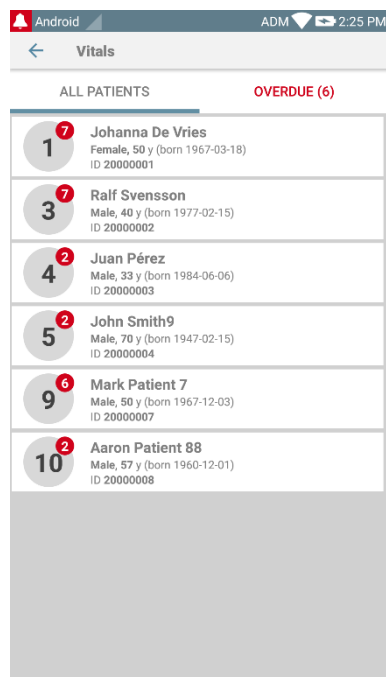 Android ADM 2:25 PM
Vitals
ALL PATIENTS OVERDUE (6)
1 7 Johanna De Vries
Female, 50 y (born 1967-03-18)
ID 20000001
3 7 Ralf Svensson
Male, 40 y (born 1977-02-15)
ID 20000002
4 2 Juan Pérez
Male, 33 y (born 1984-06-06)
ID 20000003
5 2 John Smith9
Male, 70 y (born 1947-02-15)
ID 20000004
9 6 Mark Patient 7
Male, 50 y (born 1967-12-03)
ID 20000007
10 2 Aaron Patient 88
Male, 57 y (born 1960-12-01)
ID 20000008